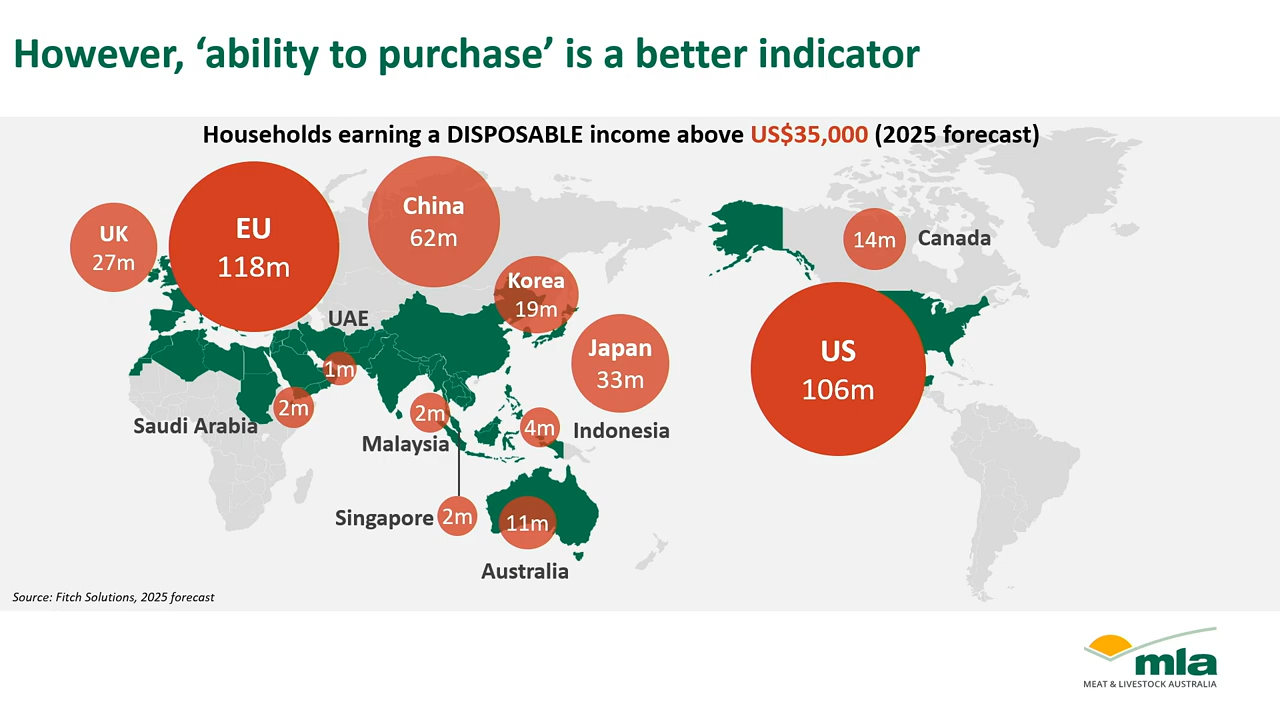 However, ‘ability to purchase’ is a better indicator
Households earning a DISPOSABLE income above US$35,000 (2025 forecast)
UK
27m
EU
118m
China
62m
Korea
19m
Japan
33m
UAE
1m
Saudi Arabia
2m
2m
Malaysia
4m
Indonesia
Singapore
2m
11m
Australia
14m
Canada
US
106m
Source: Fitch Solutions, 2025 forecast
mla
MEAT & LIVESTOCK AUSTRALIA